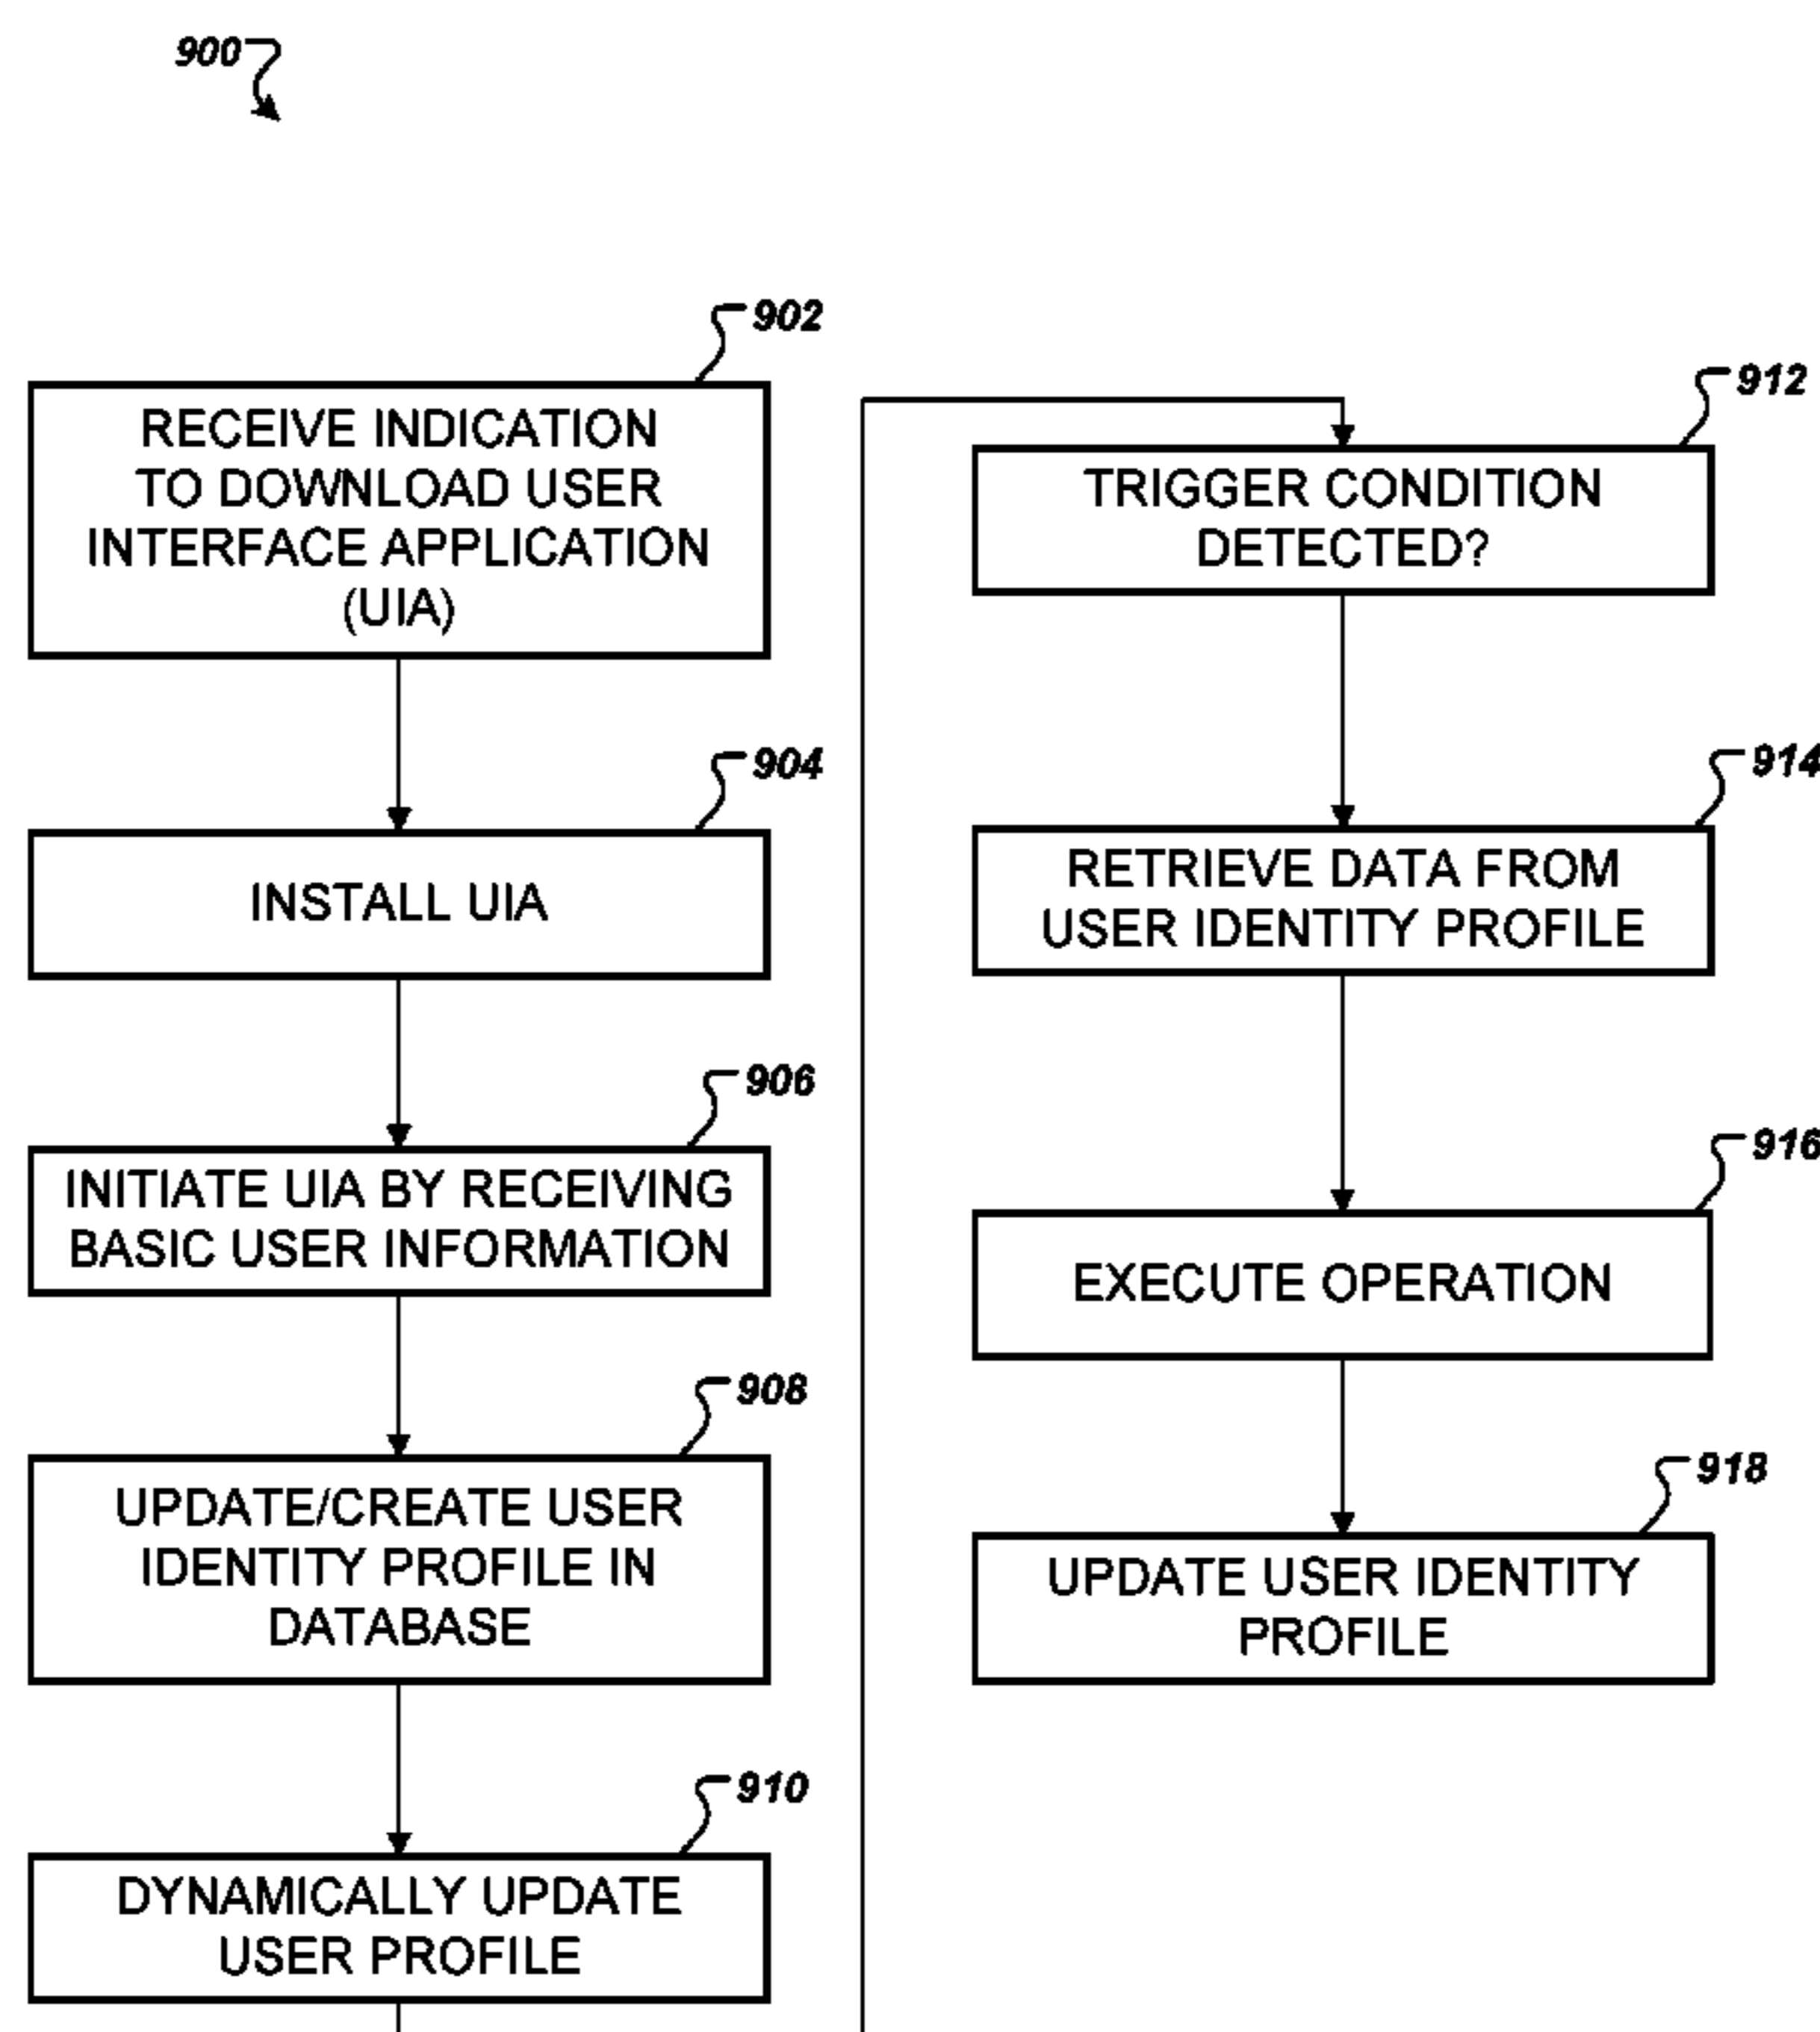 900
902
RECEIVE INDICATION
TO DOWNLOAD USER
INTERFACE APPLICATION
(UIA)
904
INSTALL UIA
906
INITIATE UIA BY RECEIVING
BASIC USER INFORMATION
908
UPDATE/CREATE USER
IDENTITY PROFILE IN
DATABASE
910
DYNAMICALLY UPDATE
USER PROFILE
912
TRIGGER CONDITION
DETECTED?
914
RETRIEVE DATA FROM
USER IDENTITY PROFILE
916
EXECUTE OPERATION
918
UPDATE USER IDENTITY
PROFILE